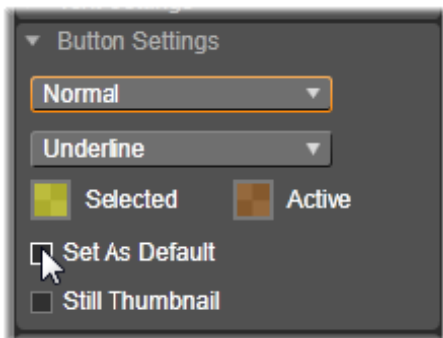 Button Settings
Normal
Underline
Selected Active
Set As Default
Still Thumbnail